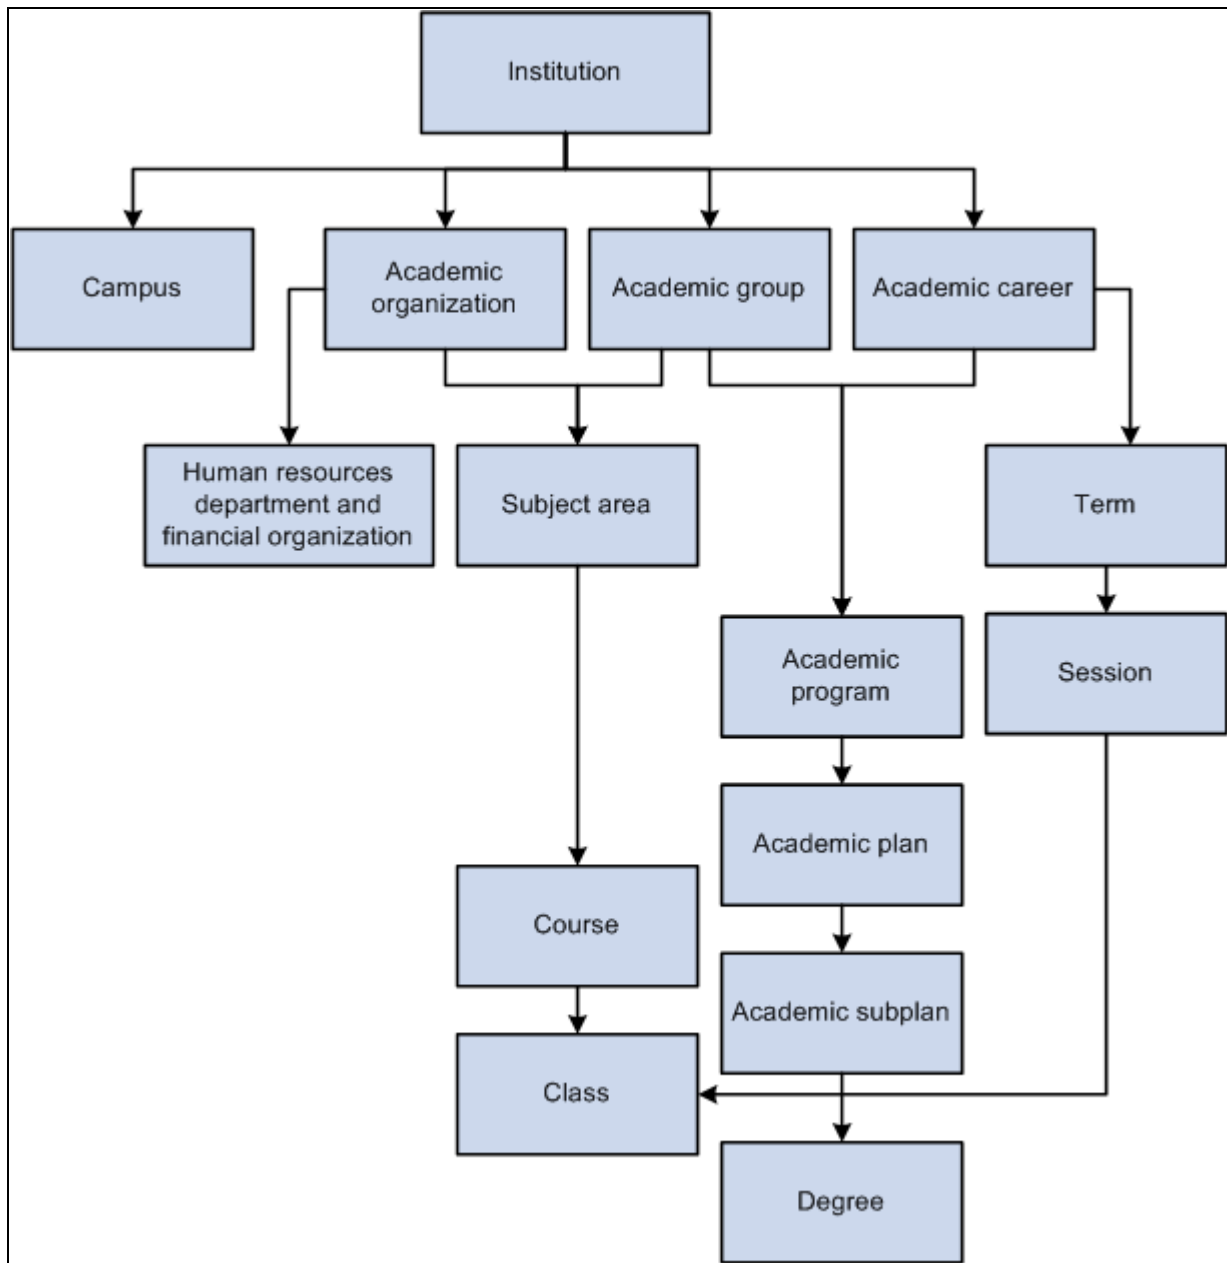 Institution
Campus
Academic
organization
Academic group
Academic career
Human resources
department and
financial organization
Subject area
Term
Academic
program
Session
Academic plan
Course
Academic subplan
Class
Degree